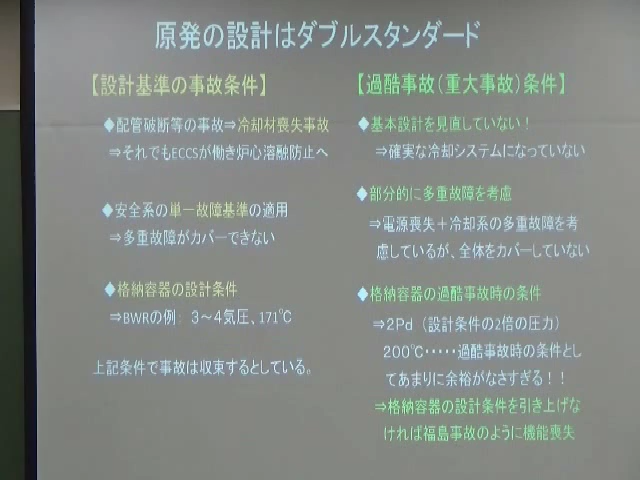 原発の設計はダブルスタンダード
【設計基準の事故条件】
◆配管破断等の事故⇒冷却材喪失事故
⇒それでもECCSが働き炉心溶融防止へ
◆安全系の単一故障基準の適用
⇒多重故障がカバーできない
◆格納容器の設計条件
⇒BWRの例： 3～4気圧、171℃
上記条件で事故は収束するとしている。
【過酷事故（重大事故）条件】
◆基本設計を見直していない！
⇒確実な冷却システムになっていない
◆部分的に多重故障を考慮
⇒電源喪失＋冷却系の多重故障を考
慮しているが、全体をカバーしていない
◆格納容器の過酷事故時の条件
⇒2Pd （設計条件の2倍の圧力）
200℃‥‥‥過酷事故時の条件とし
てあまりに余裕がなさすぎる！！
⇒格納容器の設計条件を引き上げな
ければ福島事故のように機能喪失